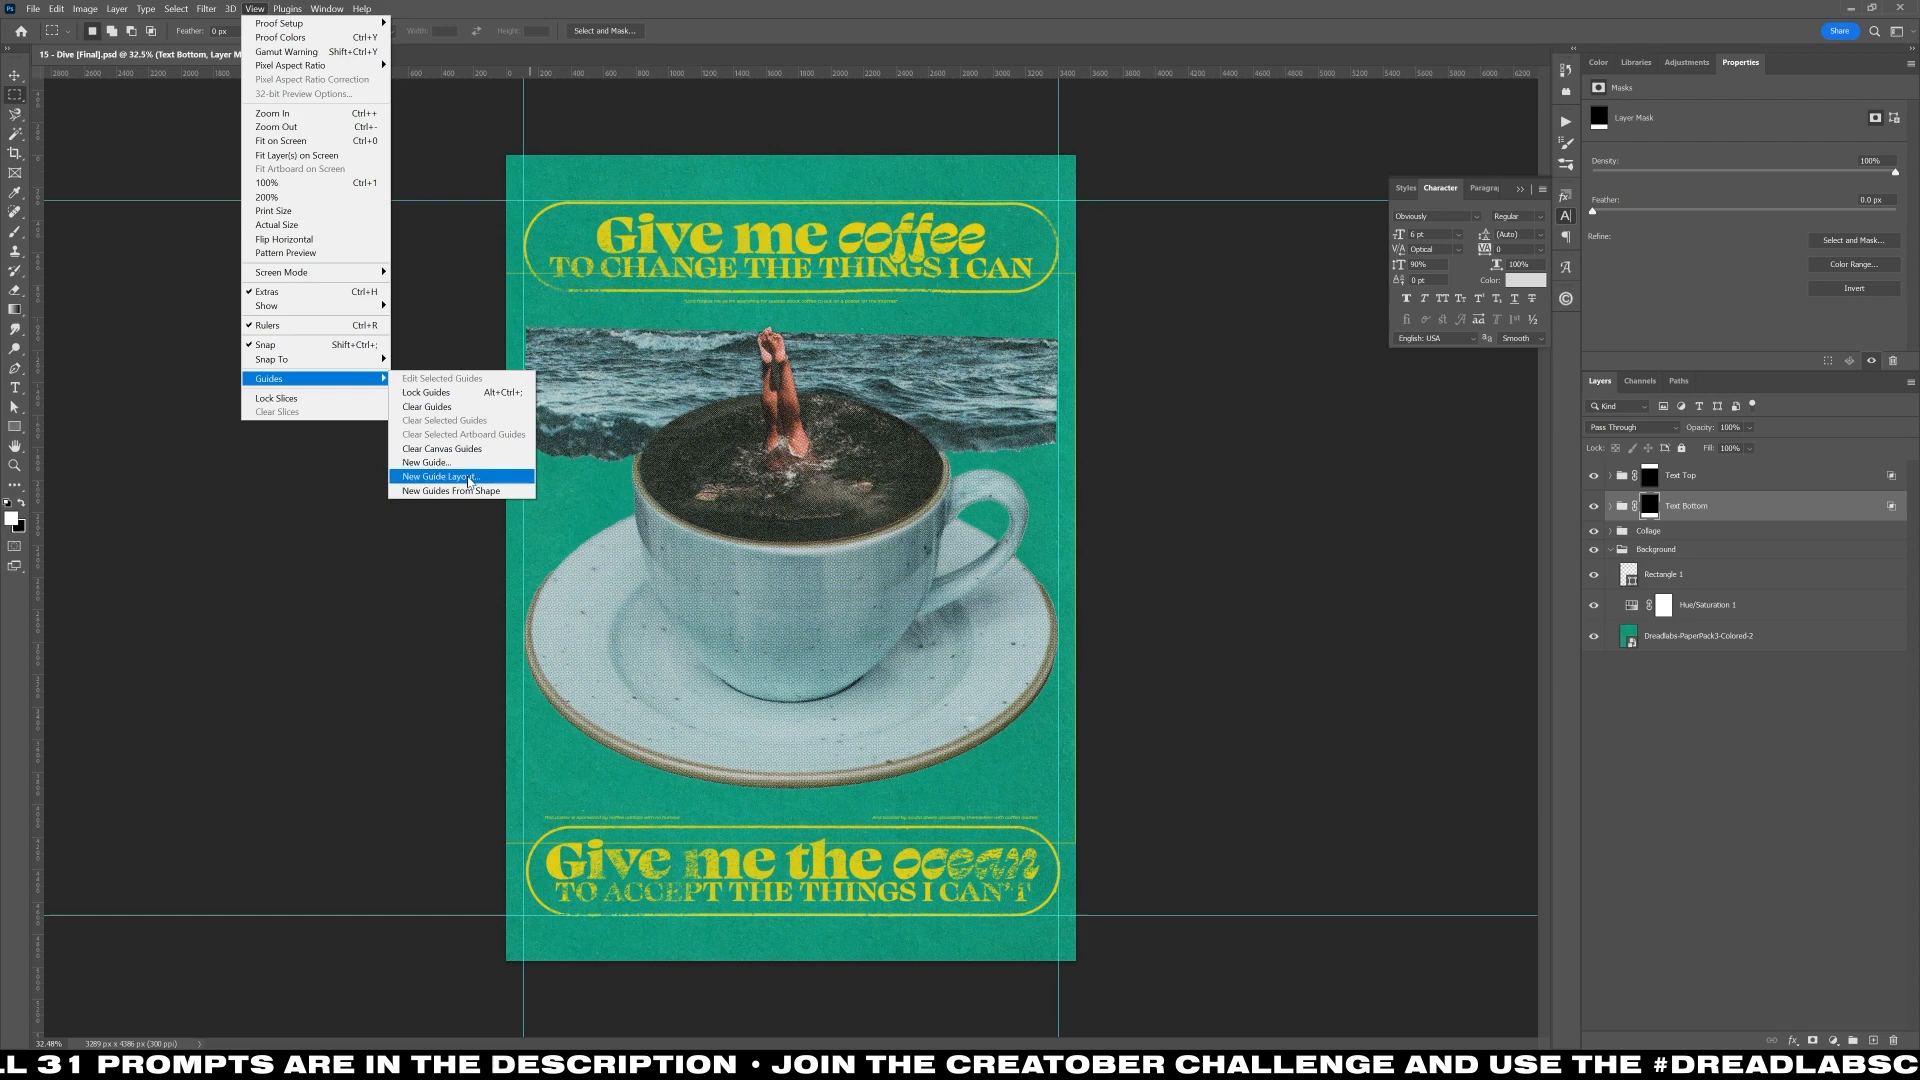 Ps File Edit Image Layer Type Select Filter 3D View Plugins Window Help
Feather: 0 px Width: Height: Select and Mask... Share
15 - Dive [Final].psd @ 32.5% (Text Bottom, Layer M
Proof Setup
Proof Colors Ctrl+Y
Gamut Warning Shift+Ctrl+Y
Pixel Aspect Ratio
Pixel Aspect Ratio Correction
32-bit Preview Options...
Zoom In Ctrl++
Zoom Out Ctrl+-
Fit on Screen Ctrl+0
Fit Layer(s) on Screen
Fit Artboard on Screen
100% Ctrl+1
200%
Print Size
Actual Size
Flip Horizontal
Pattern Preview
Screen Mode
Extras Ctrl+H
Show
Rulers Ctrl+R
Snap Shift+Ctrl+;
Snap To
Guides
Lock Slices
Clear Slices
Edit Selected Guides
Lock Guides Alt+Ctrl+;
Clear Guides
Clear Selected Guides
Clear Selected Artboard Guides
Clear Canvas Guides
New Guide...
New Guide Layout...
New Guides From Shape
Give me coffee
TO CHANGE THE THINGS I CAN
Give me the ocean
TO ACCEPT THE THINGS I CAN'T
Styles Character Paragra
Obviously Regular
6 pt (Auto)
Optical 0
90% 100%
0 pt Color:
English: USA Smooth
Color Libraries Adjustments Properties
Masks
Layer Mask
Density: 100%
Feather: 0.0 px
Refine: Select and Mask...
Color Range...
Invert
Layers Channels Paths
Kind
Pass Through Opacity: 100%
Lock: Fill: 100%
Text Top
Text Bottom
Collage
Background
Rectangle 1
Hue/Saturation 1
Dreadlabs-PaperPack3-Colored-2
32.48% 3289 px x 4386 px (300 ppi)
LL 31 PROMPTS ARE IN THE DESCRIPTION • JOIN THE CREATOBER CHALLENGE AND USE THE #DREADLABSC